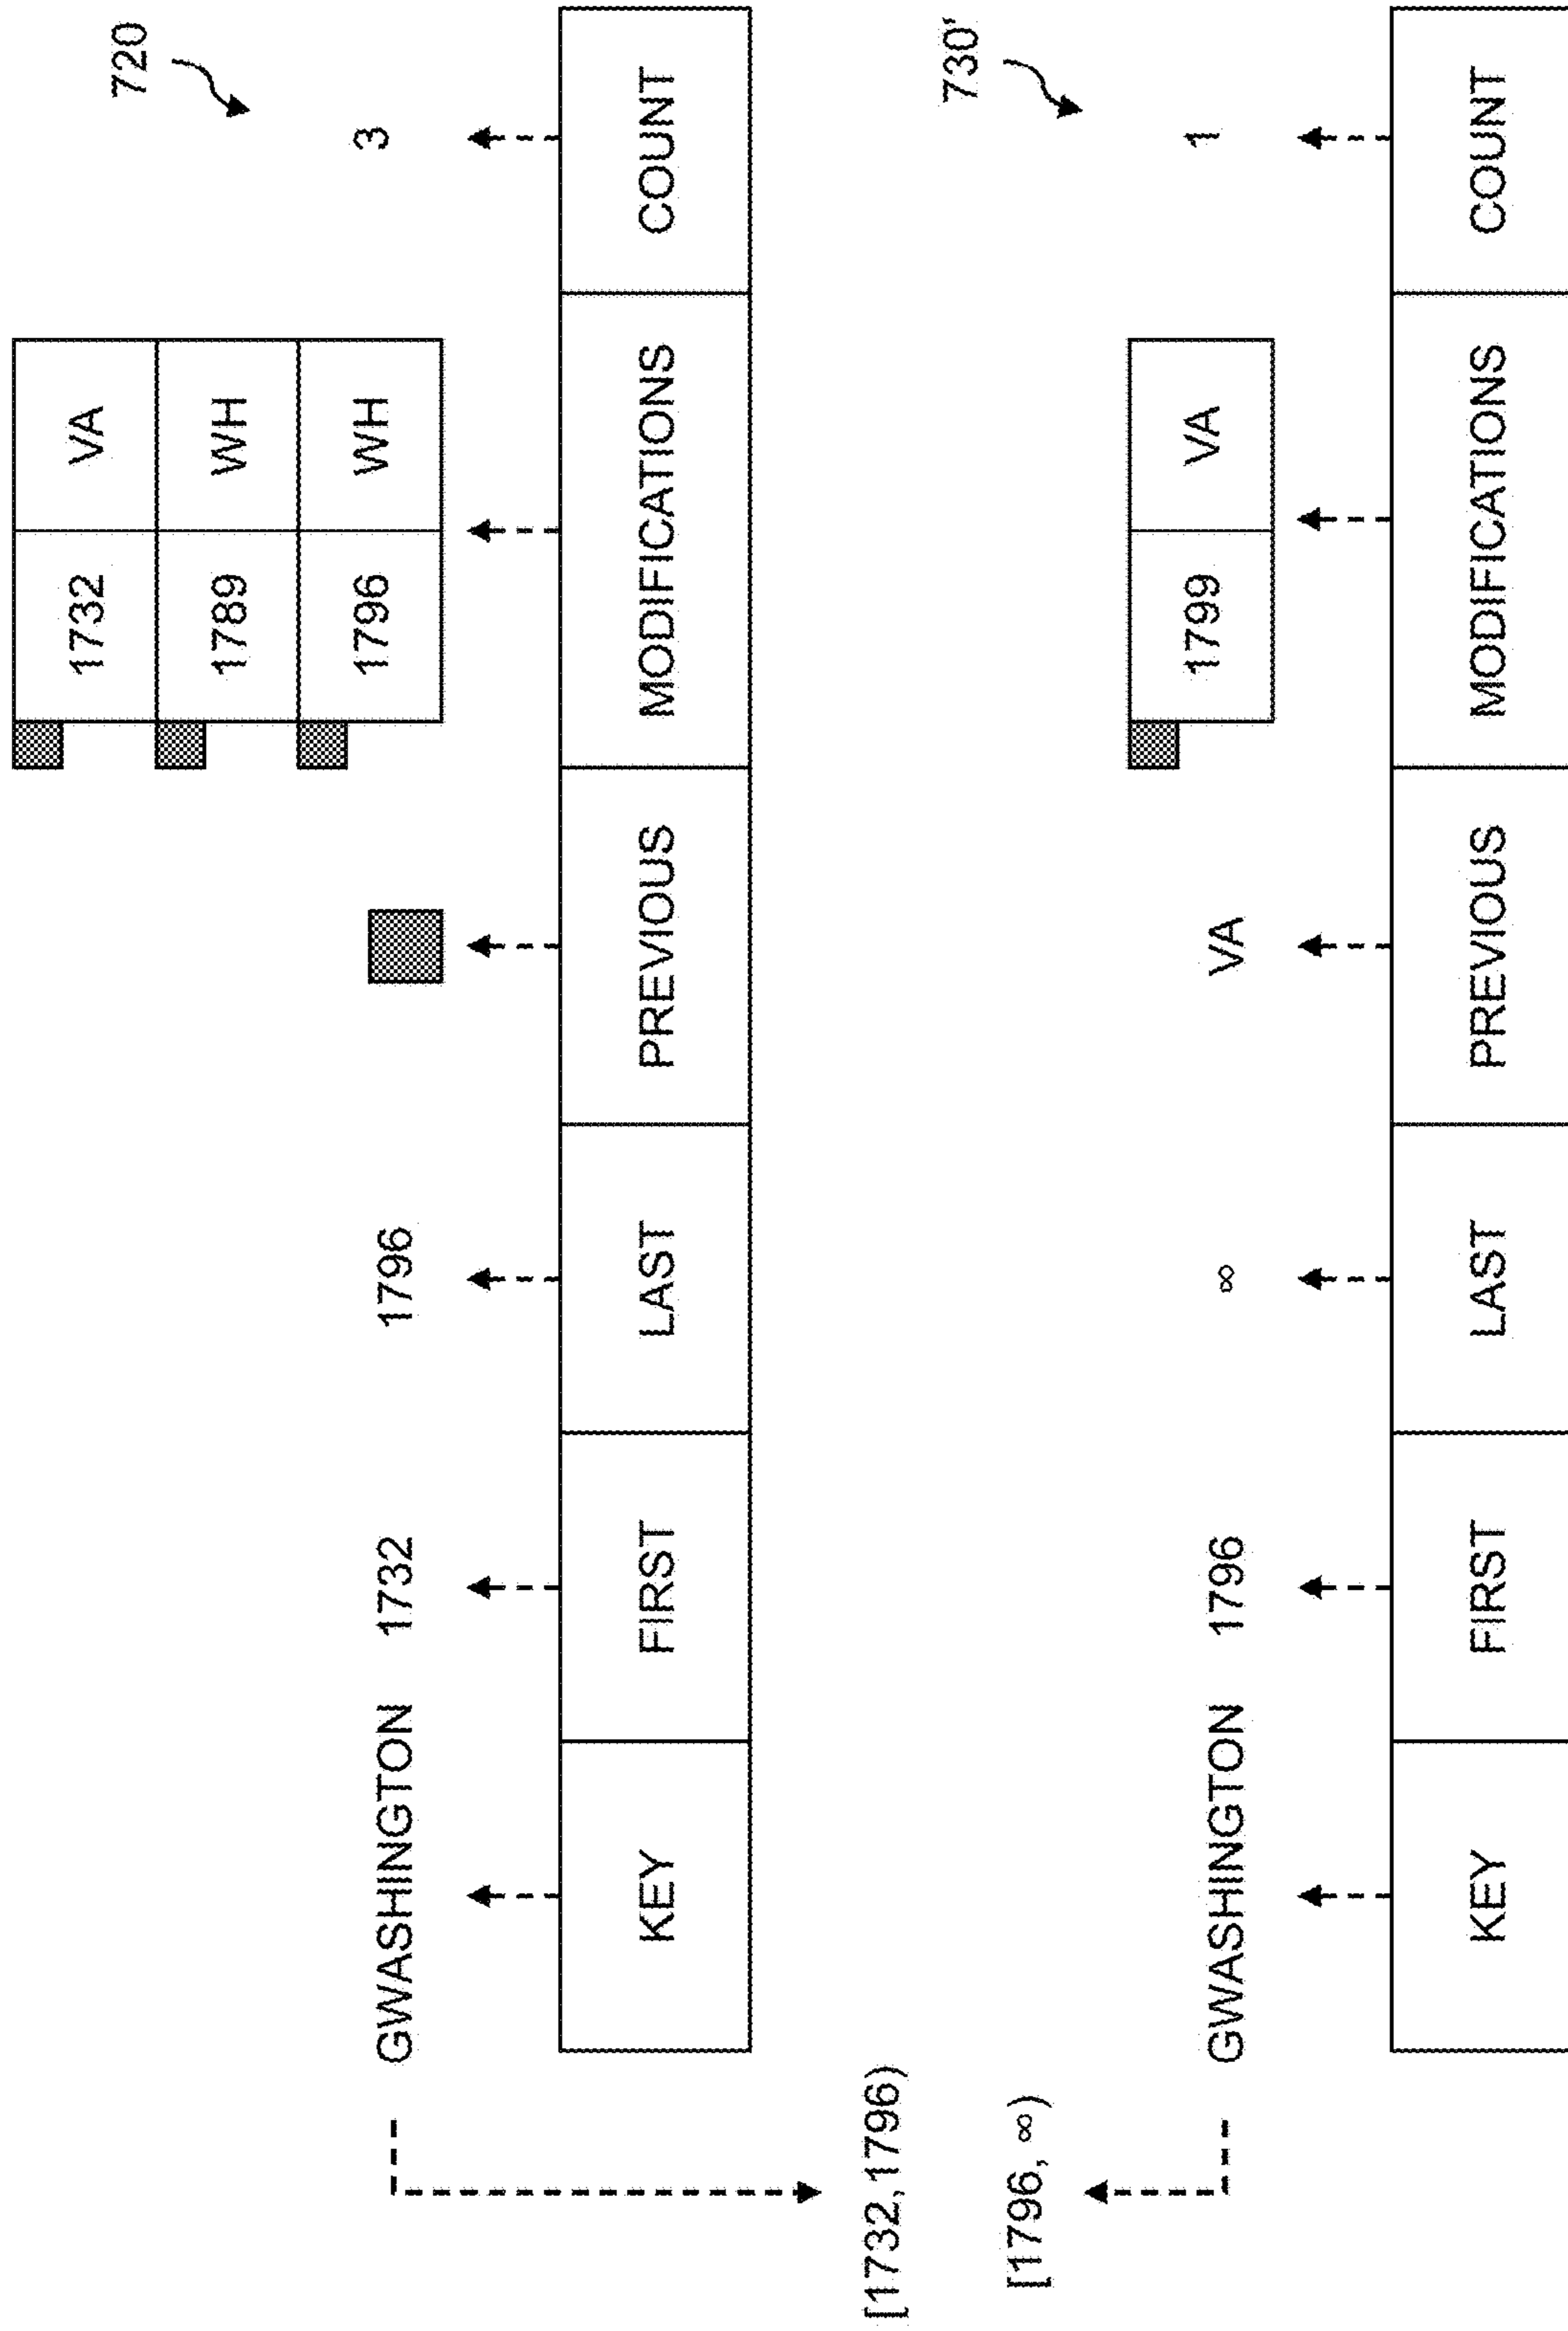 720
1732 VA
1789 WH
1796 WH
GWASHINGTON 1732 1796 3
KEY FIRST LAST PREVIOUS MODIFICATIONS COUNT
[1732,1796)
730'
[1796, ∞)
1799 VA
GWASHINGTON 1796 ∞ VA 1
KEY FIRST LAST PREVIOUS MODIFICATIONS COUNT